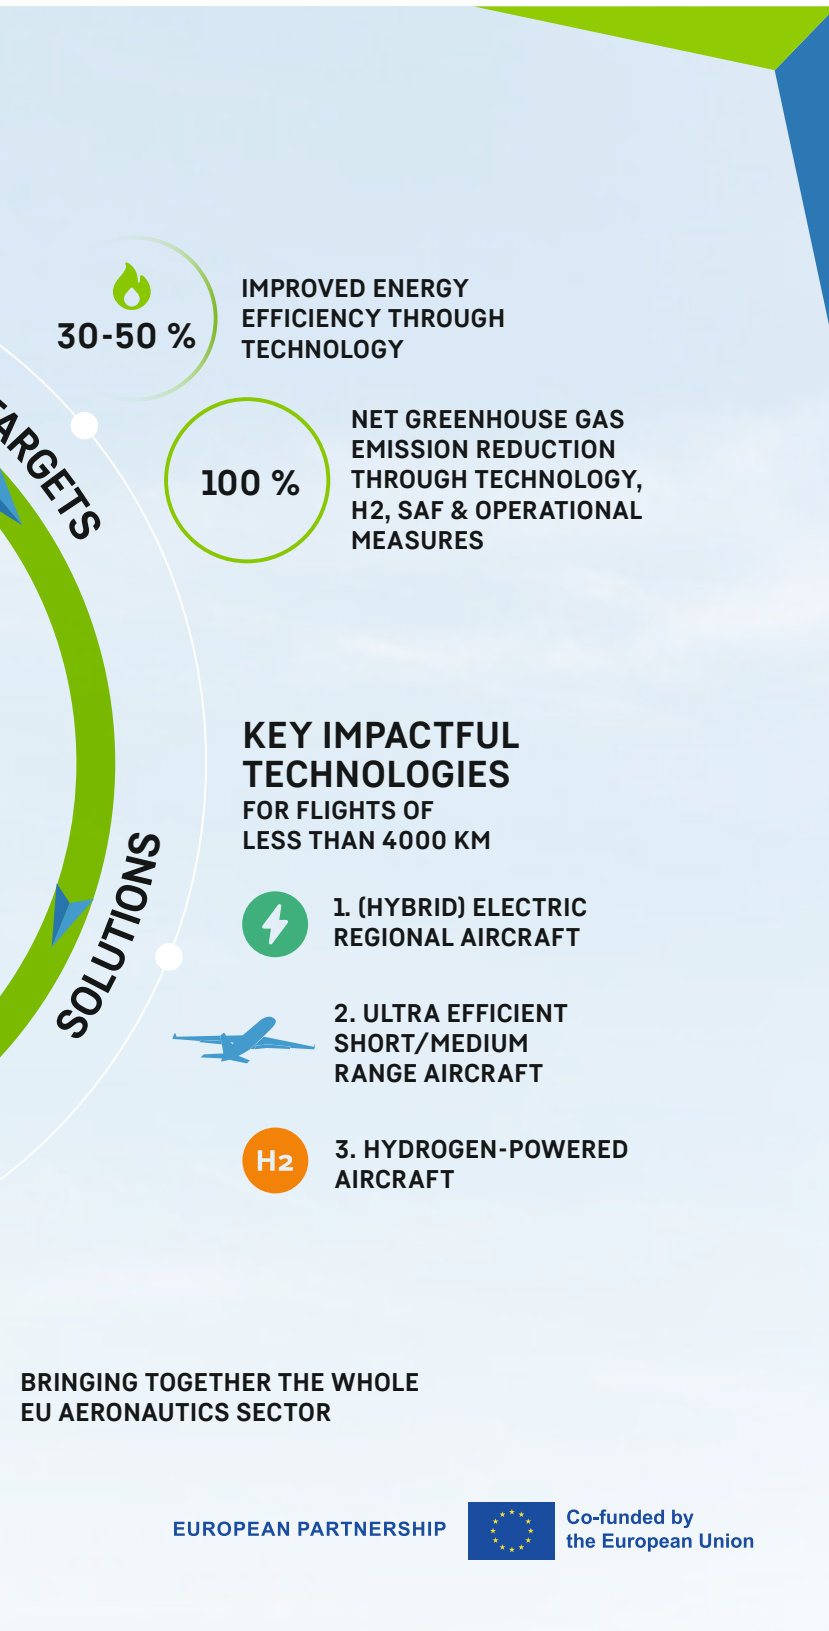 30-50 %
IMPROVED ENERGY
EFFICIENCY THROUGH
TECHNOLOGY
TARGETS
100 %
NET GREENHOUSE GAS
EMISSION REDUCTION
THROUGH TECHNOLOGY,
H2, SAF & OPERATIONAL
MEASURES
KEY IMPACTFUL
TECHNOLOGIES
FOR FLIGHTS OF
LESS THAN 4000 KM
SOLUTIONS
1. (HYBRID) ELECTRIC
REGIONAL AIRCRAFT
2. ULTRA EFFICIENT
SHORT/MEDIUM
RANGE AIRCRAFT
H2
3. HYDROGEN-POWERED
AIRCRAFT
BRINGING TOGETHER THE WHOLE
EU AERONAUTICS SECTOR
EUROPEAN PARTNERSHIP
Co-funded by
the European Union